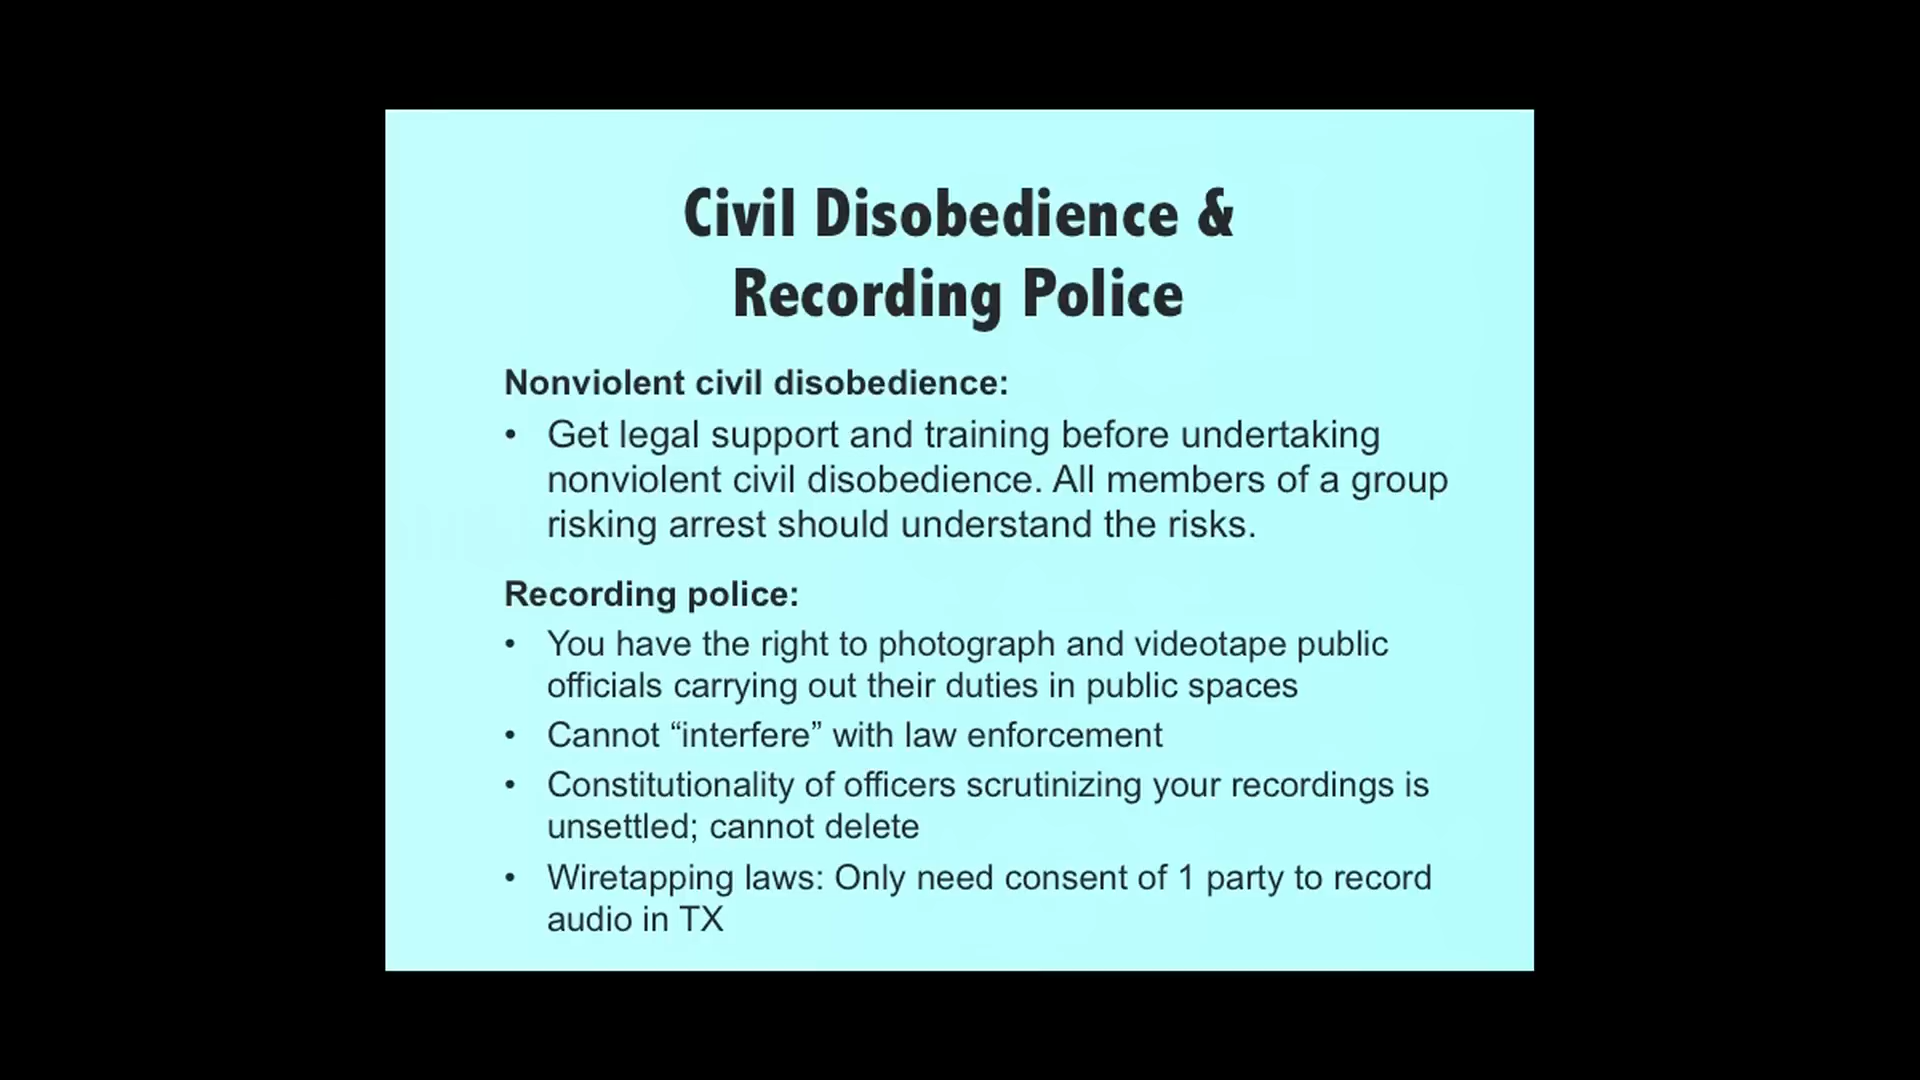 Civil Disobedience &
Recording Police
Nonviolent civil disobedience:
• Get legal support and training before undertaking
nonviolent civil disobedience. All members of a group
risking arrest should understand the risks.
Recording police:
• You have the right to photograph and videotape public
officials carrying out their duties in public spaces
• Cannot “interfere” with law enforcement
• Constitutionality of officers scrutinizing your recordings is
unsettled; cannot delete
• Wiretapping laws: Only need consent of 1 party to record
audio in TX